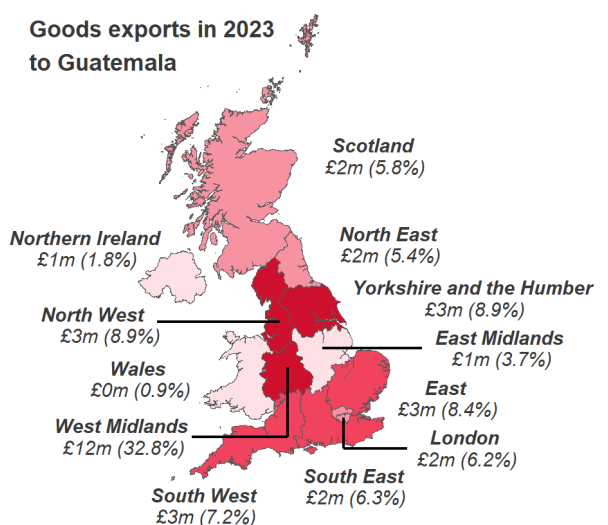 Goods exports in 2023
to Guatemala
Scotland
£2m (5.8%)
Northern Ireland
£1m (1.8%)
North East
£2m (5.4%)
Yorkshire and the Humber
£3m (8.9%)
North West
£3m (8.9%)
East Midlands
£1m (3.7%)
Wales
£0m (0.9%)
East
£3m (8.4%)
West Midlands
£12m (32.8%)
London
£2m (6.2%)
South East
£2m (6.3%)
South West
£3m (7.2%)